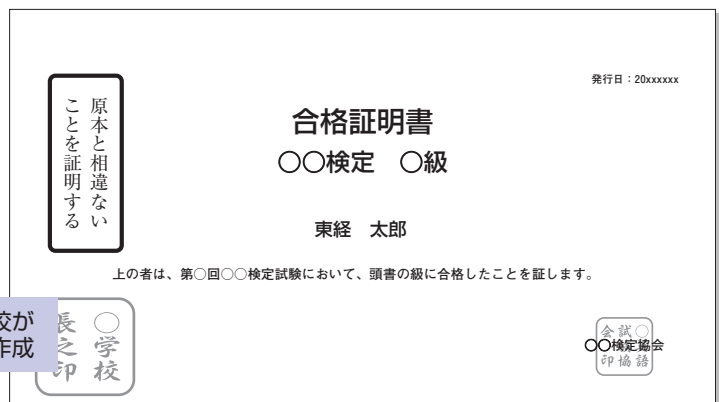 発行日：20xxxxxx
合格証明書
○○検定　○級
東経　太郎
上の者は、第○回○○検定試験において、頭書の級に合格したことを証します。
原本と相違ない
ことを証明する
校が
作成
○学校
長之印
○○検定協会
試○語
会協
印